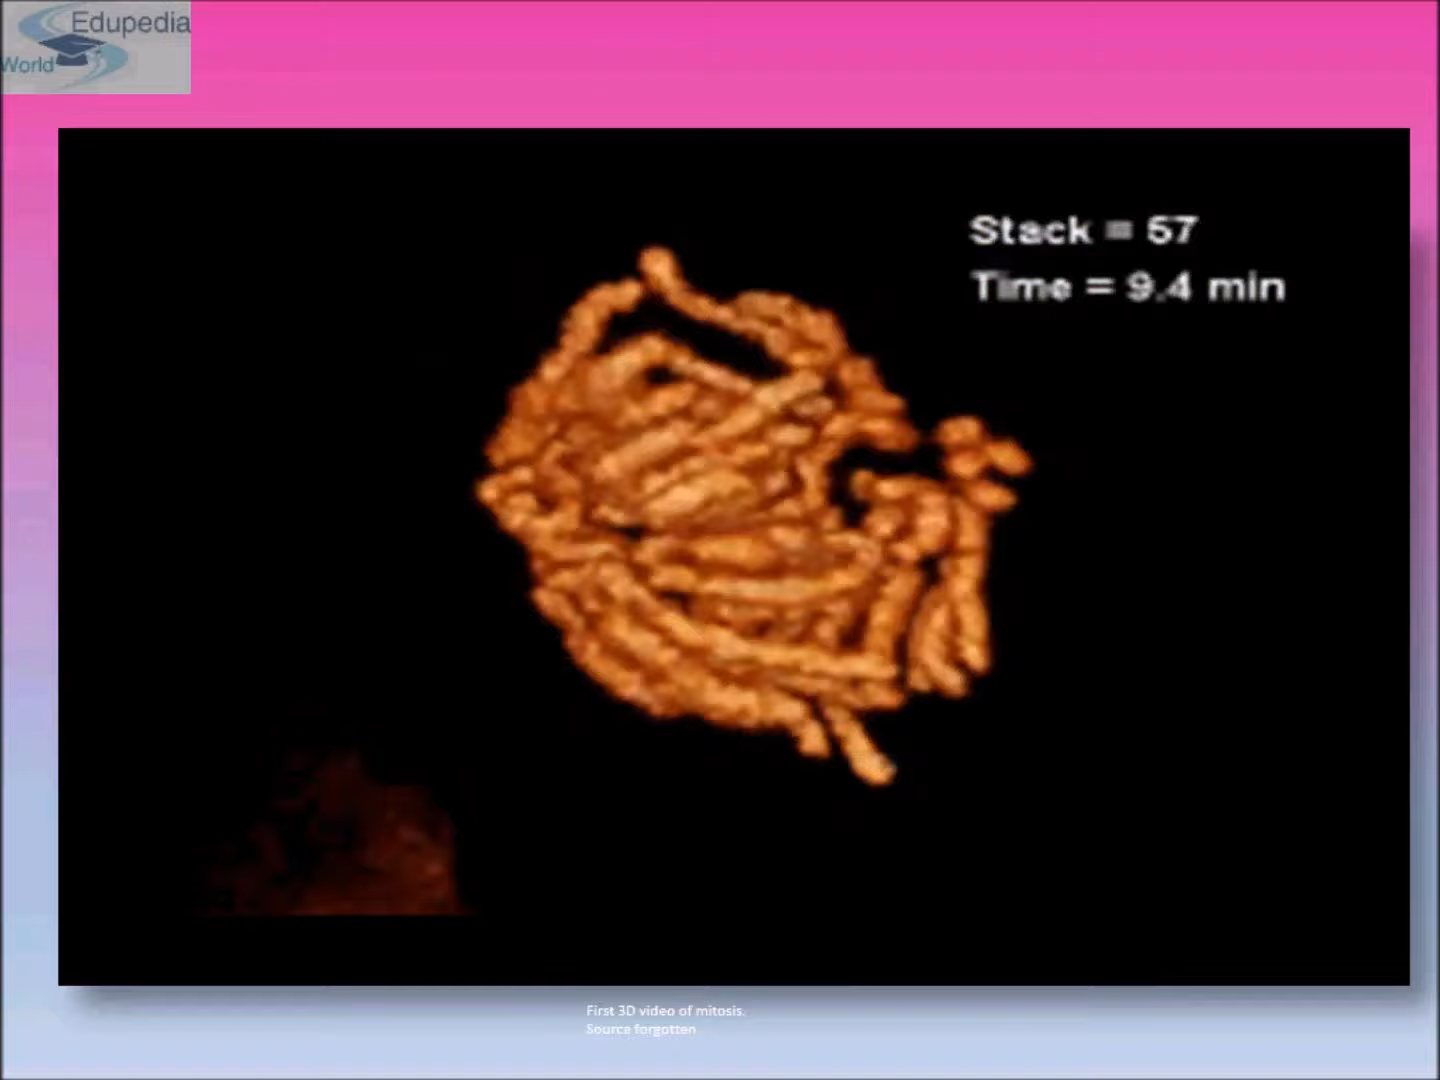 Edupedia
World
Stack = 57
Time = 9.4 min
First 3D video of mitosis.
Source forgotten